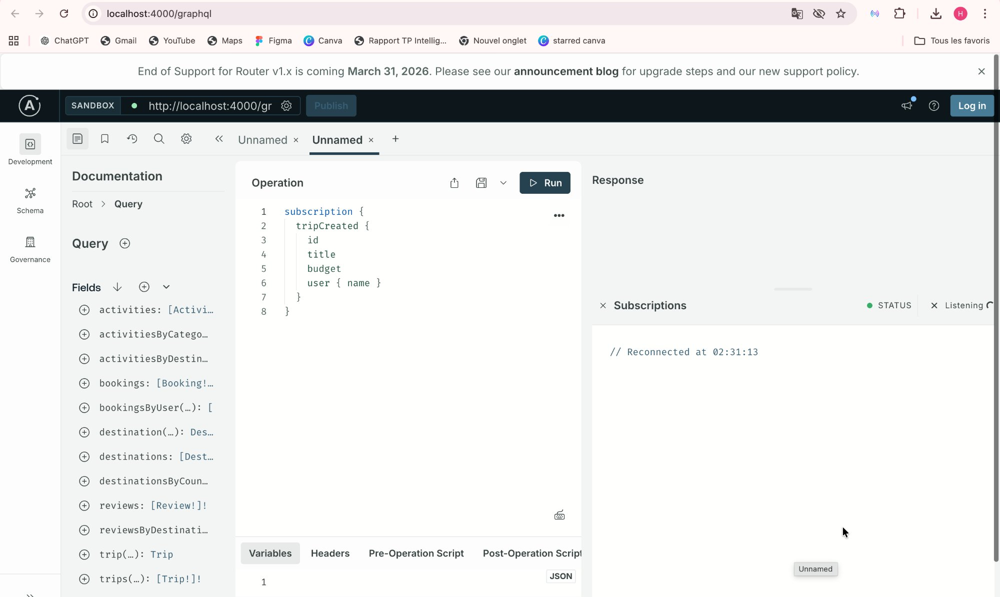 localhost:4000/graphql
H
ChatGPT
Gmail
YouTube
Maps
Figma
Canva
Rapport TP Intellig...
Nouvel onglet
starred canva
Tous les favoris
End of Support for Router v1.x is coming March 31, 2026. Please see our announcement blog for upgrade steps and our new support policy.
SANDBOX
http://localhost:4000/gr
Publish
Log in
Development
Schema
Governance
Unnamed
Unnamed
Documentation
Root > Query
Query
Fields
activities: [Activi…
activitiesByCatego…
activitiesByDestin…
bookings: [Booking!…
bookingsByUser(…): [
destination(…): Des…
destinations: [Dest…
destinationsByCoun…
reviews: [Review!]!
reviewsByDestinati…
trip(…): Trip
trips(…): [Trip!]!
Operation
Run
1 subscription {
2 tripCreated {
3 id
4 title
5 budget
6 user { name }
7 }
8 }
Variables
Headers
Pre-Operation Script
Post-Operation Script
JSON
1
Response
Subscriptions
STATUS
Listening
// Reconnected at 02:31:13
Unnamed